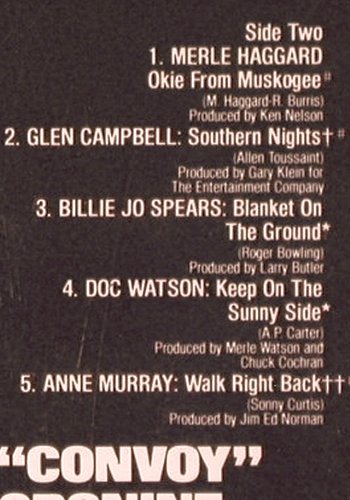 Side Two
1. MERLE HAGGARD
Okie From Muskogee#
(M. Haggard-R. Burris)
Produced by Ken Nelson
2. GLEN CAMPBELL: Southern Nights†#
(Allen Toussaint)
Produced by Gary Klein for
The Entertainment Company
3. BILLIE JO SPEARS: Blanket On
The Ground*
(Roger Bowling)
Produced by Larry Butler
4. DOC WATSON: Keep On The
Sunny Side*
(A.P. Carter)
Produced by Merle Watson and
Chuck Cochran
5. ANNE MURRAY: Walk Right Back††
(Sonny Curtis)
Produced by Jim Ed Norman
"CONVOY"